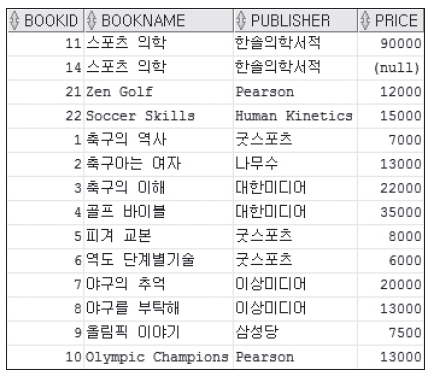 BOOKID BOOKNAME PUBLISHER PRICE
11 스포츠 의학 한솔의학서적 90000
14 스포츠 의학 한솔의학서적 (null)
21 Zen Golf Pearson 12000
22 Soccer Skills Human Kinetics 15000
1 축구의 역사 굿스포츠 7000
2 축구아는 여자 나무수 13000
3 축구의 이해 대한미디어 22000
4 골프 바이블 대한미디어 35000
5 피겨 교본 굿스포츠 8000
6 역도 단계별기술 굿스포츠 6000
7 야구의 추억 이상미디어 20000
8 야구를 부탁해 이상미디어 13000
9 올림픽 이야기 삼성당 7500
10 Olympic Champions Pearson 13000